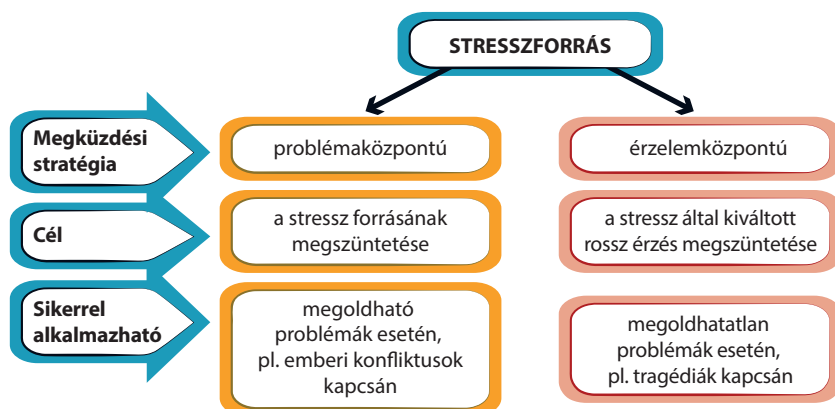 STRESSZFORRÁS
Megküzdési
stratégia
problémaközpontú
érzelemközpontú
Cél
a stressz forrásának
megszüntetése
a stressz által kiváltott
rossz érzés megszüntetése
Sikerrel
alkalmazható
megoldható
problémák esetén,
pl. emberi konfliktusok
kapcsán
megoldhatatlan
problémák esetén,
pl. tragédiák kapcsán